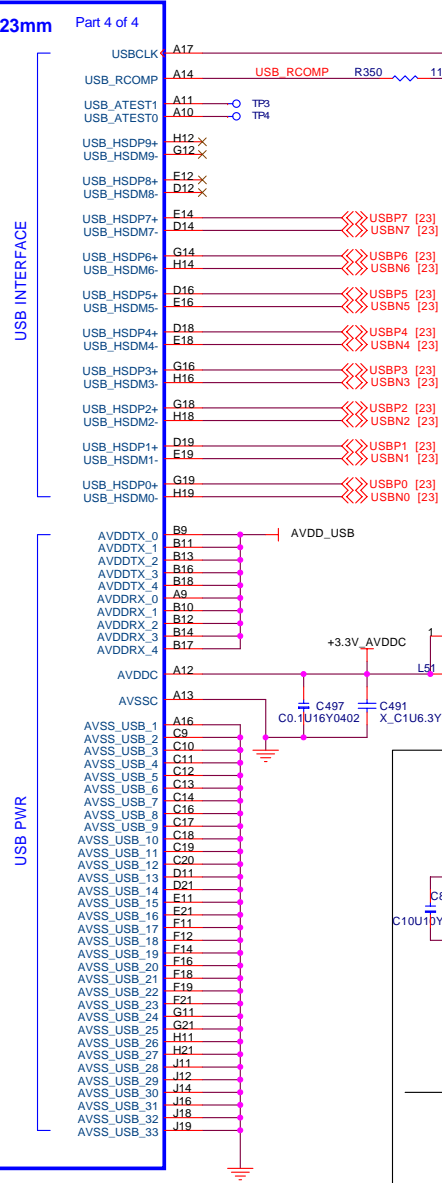 23mm Part 4 of 4
USBCLK A17
USB_RCOMP A14 USB_RCOMP R350 11
USB_ATEST1 A11 TP3
USB_ATEST0 A10 TP4
USB_HSDP9+ H12
USB_HSDM9- G12
USB_HSDP8+ E12
USB_HSDM8- D12
USB_HSDP7+ E14 USBP7 [23]
USB_HSDM7- D14 USBN7 [23]
USB_HSDP6+ G14 USBP6 [23]
USB_HSDM6- H14 USBN6 [23]
USB_HSDP5+ D16 USBP5 [23]
USB_HSDM5- E16 USBN5 [23]
USB_HSDP4+ D18 USBP4 [23]
USB_HSDM4- E18 USBN4 [23]
USB_HSDP3+ G16 USBP3 [23]
USB_HSDM3- H16 USBN3 [23]
USB_HSDP2+ G18 USBP2 [23]
USB_HSDM2- H18 USBN2 [23]
USB_HSDP1+ D19 USBP1 [23]
USB_HSDM1- E19 USBN1 [23]
USB_HSDP0+ G19 USBP0 [23]
USB_HSDM0- H19 USBN0 [23]
USB INTERFACE
AVDDTX_0 B9 AVDD_USB
AVDDTX_1 B11
AVDDTX_2 B13
AVDDTX_3 B16
AVDDTX_4 B18
AVDDRX_0 A9
AVDDRX_1 B10
AVDDRX_2 B12
AVDDRX_3 B14
AVDDRX_4 B17
+3.3V_AVDDC 1
AVDDC A12 L51
AVSSC A13
C497 C491
C0.1U16Y0402 X_C1U6.3Y
AVSS_USB_1 A16
AVSS_USB_2 C9
AVSS_USB_3 C10
AVSS_USB_4 C11
AVSS_USB_5 C12
AVSS_USB_6 C13
AVSS_USB_7 C14
AVSS_USB_8 C16
AVSS_USB_9 C17
AVSS_USB_10 C18
AVSS_USB_11 C19
AVSS_USB_12 C20
AVSS_USB_13 D11
AVSS_USB_14 D21
AVSS_USB_15 E11
AVSS_USB_16 E21
AVSS_USB_17 F11
AVSS_USB_18 F12
AVSS_USB_19 F14
AVSS_USB_20 F16
AVSS_USB_21 F18
AVSS_USB_22 F19
AVSS_USB_23 F21
AVSS_USB_24 G11
AVSS_USB_25 G21
AVSS_USB_26 H11
AVSS_USB_27 H21
AVSS_USB_28 J11
AVSS_USB_29 J12
AVSS_USB_30 J14
AVSS_USB_31 J16
AVSS_USB_32 J18
AVSS_USB_33 J19
USB PWR
C8
C10U10Y